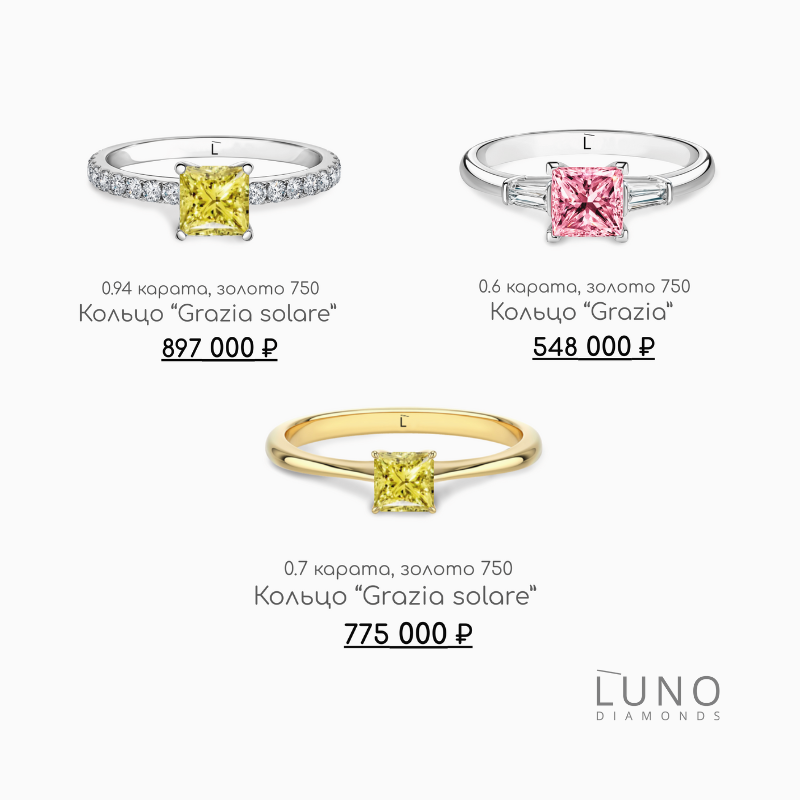 L
0.94 карата, золото 750
Кольцо “Grazia solare”
897 000 ₽
L
0.6 карата, золото 750
Кольцо “Grazia”
548 000 ₽
L
0.7 карата, золото 750
Кольцо “Grazia solare”
775 000 ₽
LUNO
DIAMONDS